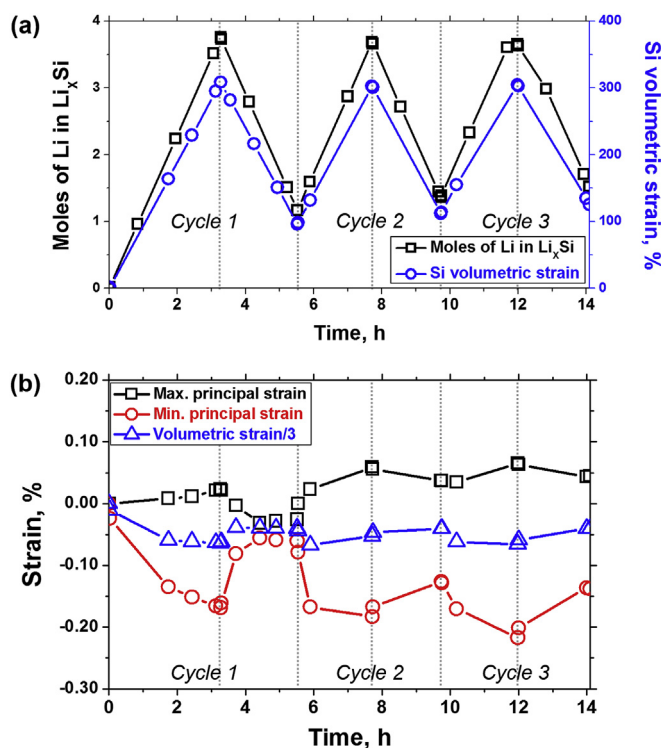 (a)
4
3
2
1
0
400
300
200
100
0
Moles of Li in LiₓSi
Si volumetric strain, %
Cycle 1
Cycle 2
Cycle 3
Moles of Li in LiₓSi
Si volumetric strain
0 2 4 6 8 10 12 14
Time, h
(b)
0.20
0.10
0.00
-0.10
-0.20
-0.30
Strain, %
Max. principal strain
Min. principal strain
Volumetric strain/3
Cycle 1
Cycle 2
Cycle 3
0 2 4 6 8 10 12 14
Time, h